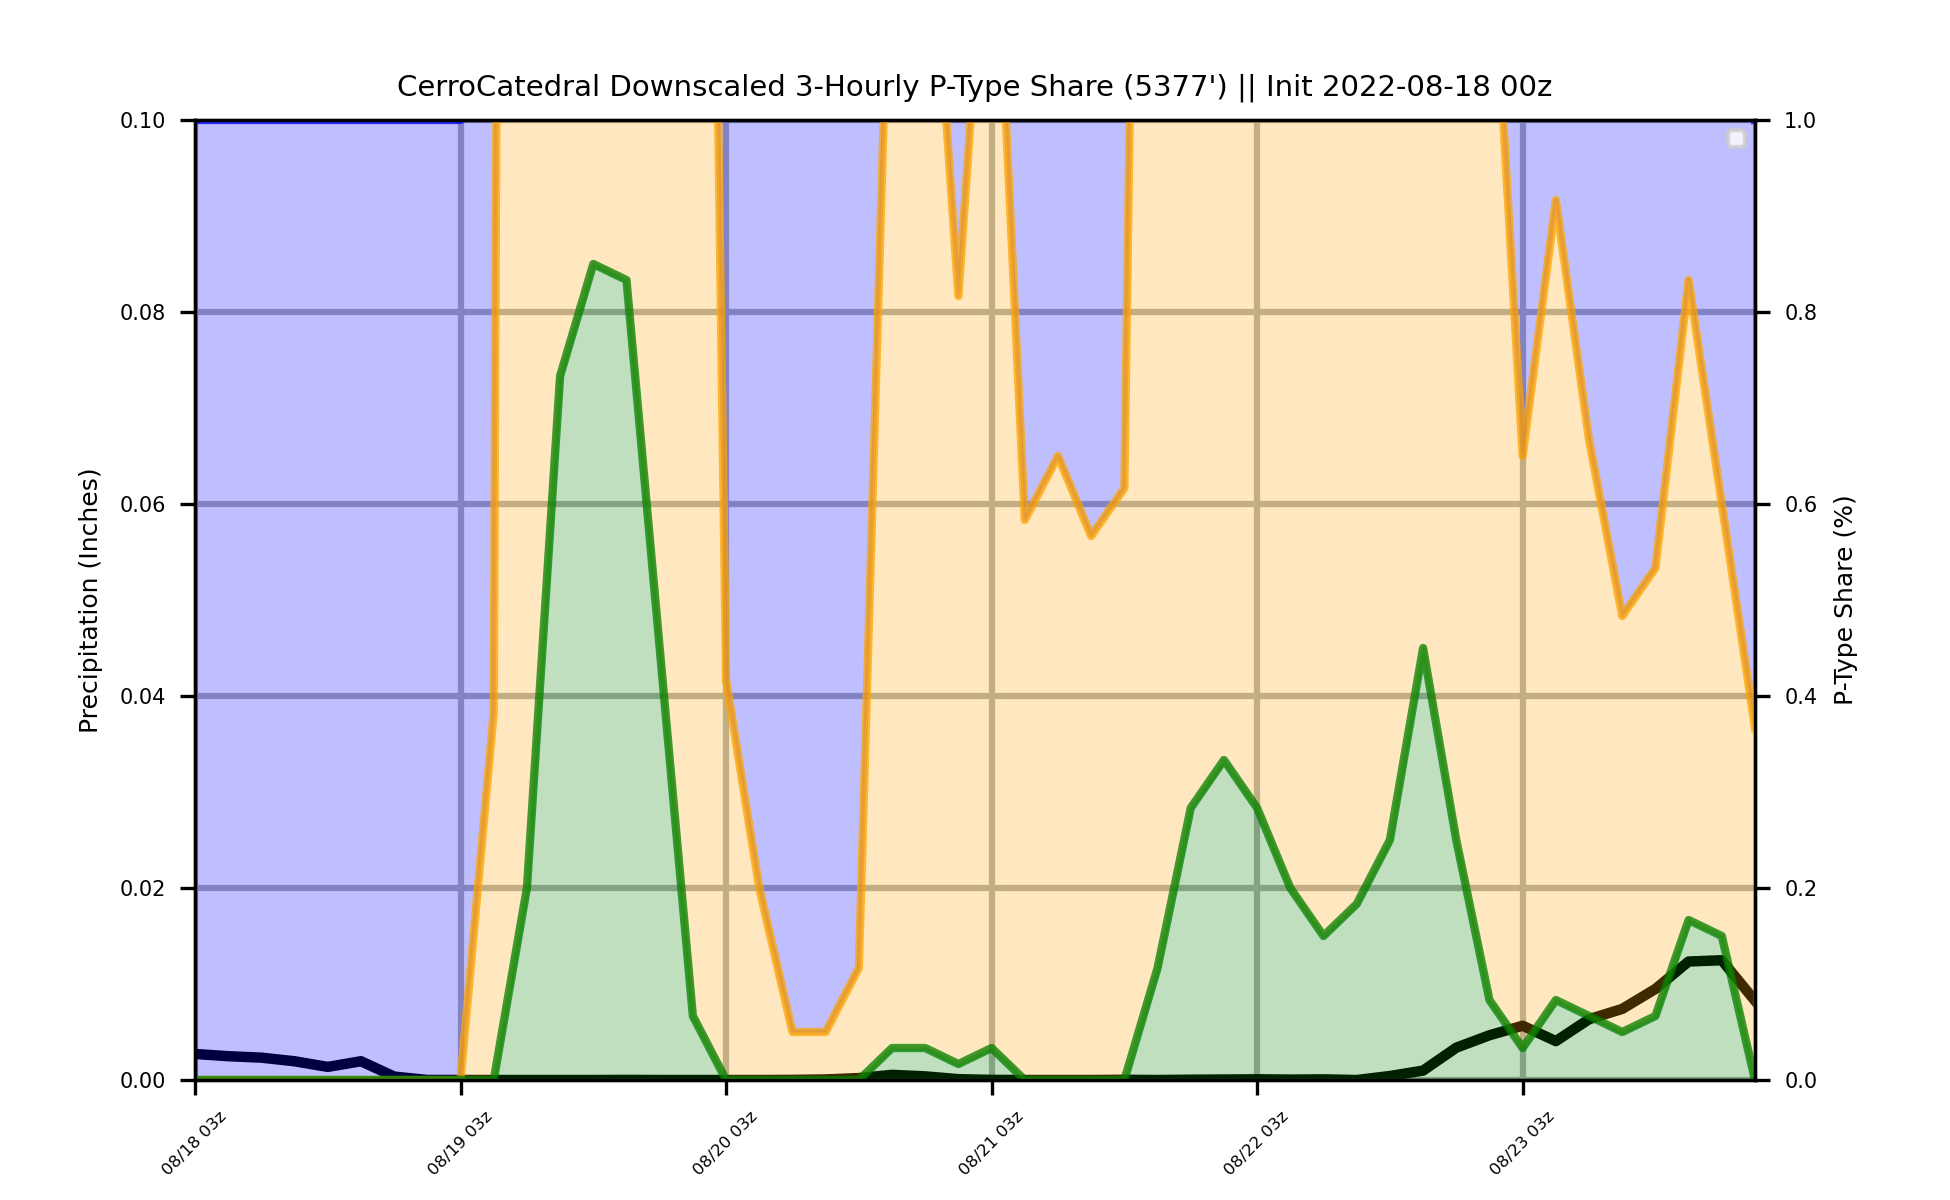 CerroCatedral Downscaled 3-Hourly P-Type Share (5377') || Init 2022-08-18 00z
Precipitation (Inches)
0.10
0.08
0.06
0.04
0.02
0.00
1.0
0.8
0.6
0.4
0.2
0.0
P-Type Share (%)
08/18 03z
08/19 03z
08/20 03z
08/21 03z
08/22 03z
08/23 03z